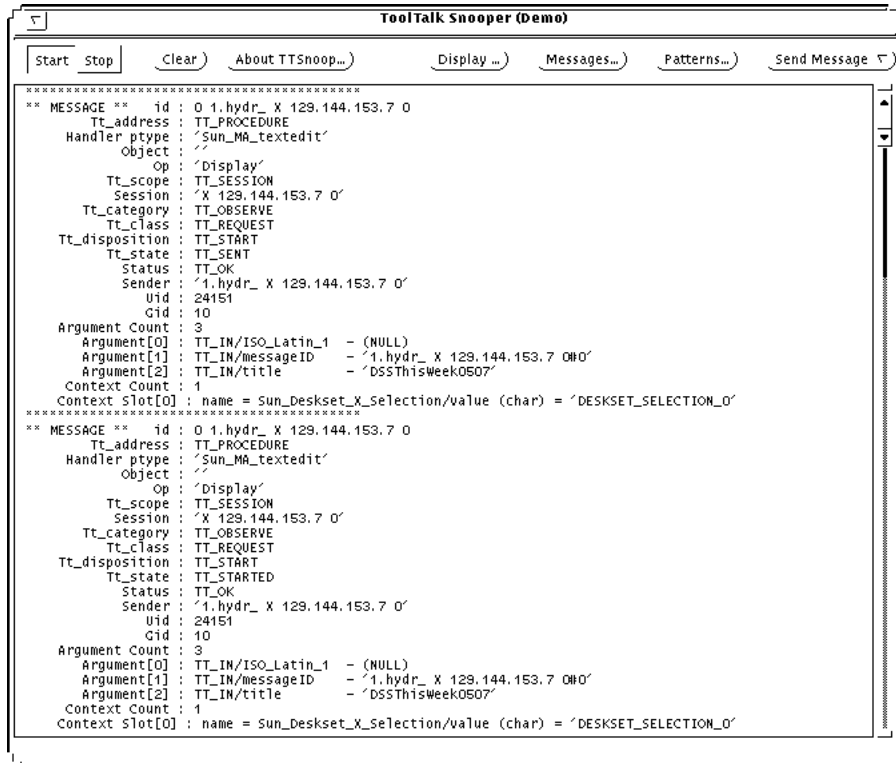 ToolTalk Snooper (Demo)
Start Stop Clear About TTSnoop... Display ... Messages... Patterns... Send Message
******************************************
** MESSAGE ** id : 0 1.hydr_ X 129.144.153.7 0
Tt_address : TT_PROCEDURE
Handler ptype : ′Sun_MA_textedit′
Object : ′′
Op : ′Display′
Tt_scope : TT_SESSION
Session : ′X 129.144.153.7 0′
Tt_category : TT_OBSERVE
Tt_class : TT_REQUEST
Tt_disposition : TT_START
Tt_state : TT_SENT
Status : TT_OK
Sender : ′1.hydr_ X 129.144.153.7 0′
Uid : 24151
Gid : 10
Argument Count : 3
Argument[0] : TT_IN/ISO_Latin_1 - (NULL)
Argument[1] : TT_IN/messageID - ′1.hydr_ X 129.144.153.7 0#0′
Argument[2] : TT_IN/title - ′DSSThisWeek0507′
Context Count : 1
Context Slot[0] : name = Sun_Deskset_X_Selection/value (char) = ′DESKSET_SELECTION_0′
******************************************
** MESSAGE ** id : 0 1.hydr_ X 129.144.153.7 0
Tt_address : TT_PROCEDURE
Handler ptype : ′Sun_MA_textedit′
Object : ′′
Op : ′Display′
Tt_scope : TT_SESSION
Session : ′X 129.144.153.7 0′
Tt_category : TT_OBSERVE
Tt_class : TT_REQUEST
Tt_disposition : TT_START
Tt_state : TT_STARTED
Status : TT_OK
Sender : ′1.hydr_ X 129.144.153.7 0′
Uid : 24151
Gid : 10
Argument Count : 3
Argument[0] : TT_IN/ISO_Latin_1 - (NULL)
Argument[1] : TT_IN/messageID - ′1.hydr_ X 129.144.153.7 0#0′
Argument[2] : TT_IN/title - ′DSSThisWeek0507′
Context Count : 1
Context Slot[0] : name = Sun_Deskset_X_Selection/value (char) = ′DESKSET_SELECTION_0′